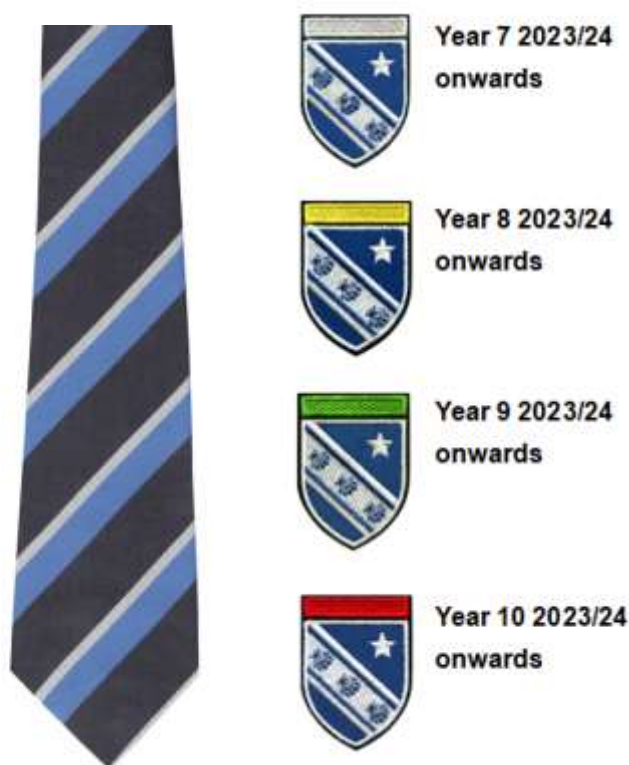 Year 7 2023/24
onwards
Year 8 2023/24
onwards
Year 9 2023/24
onwards
Year 10 2023/24
onwards